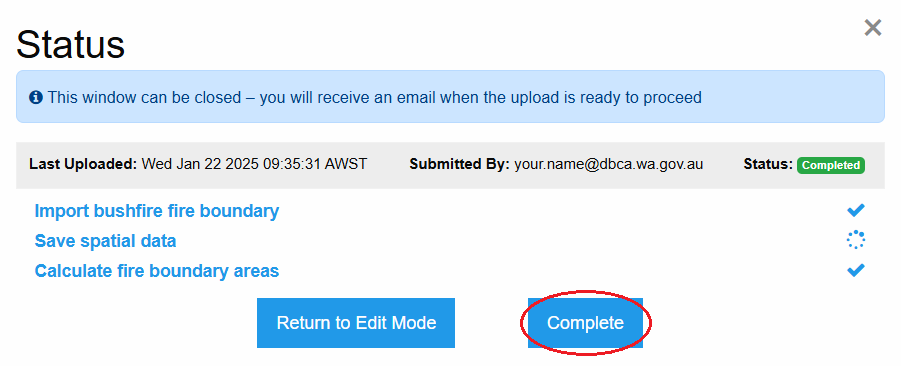 Status
This window can be closed – you will receive an email when the upload is ready to proceed
Last Uploaded: Wed Jan 22 2025 09:35:31 AWST Submitted By: your.name@dbca.wa.gov.au Status: Completed
Import bushfire fire boundary
Save spatial data
Calculate fire boundary areas
Return to Edit Mode Complete